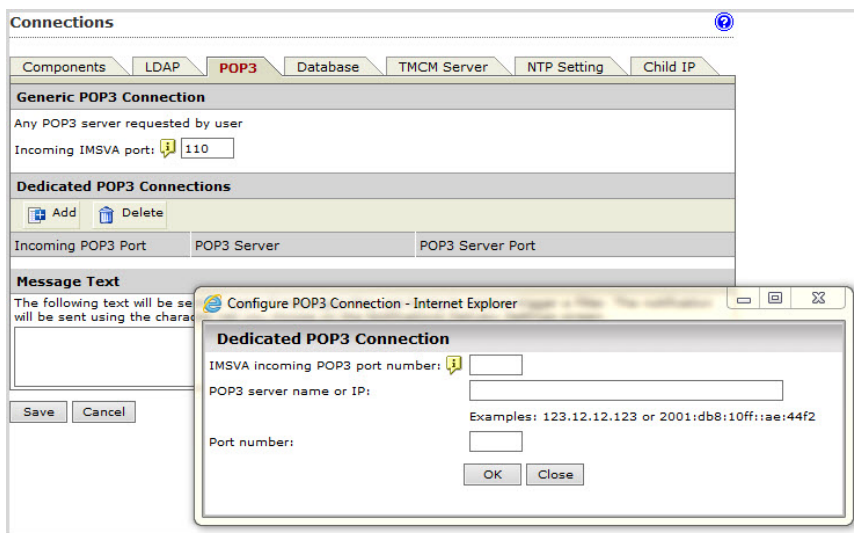 Connections
Components LDAP POP3 Database TMCM Server NTP Setting Child IP
Generic POP3 Connection
Any POP3 server requested by user
Incoming IMSVA port: 110
Dedicated POP3 Connections
Add Delete
Incoming POP3 Port POP3 Server POP3 Server Port
Message Text
The following text will be se
will be sent using the charac
Save Cancel
Configure POP3 Connection - Internet Explorer
Dedicated POP3 Connection
IMSVA incoming POP3 port number:
POP3 server name or IP:
Examples: 123.12.12.123 or 2001:db8:10ff::ae:44f2
Port number:
OK Close